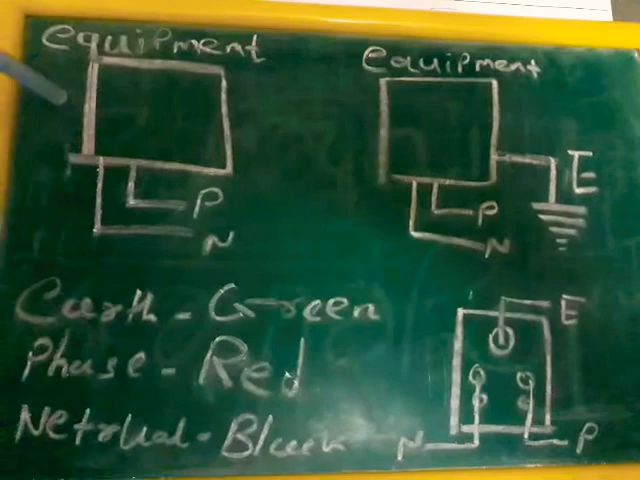 equipment
equipment
P
N
E
P
N
Earth - Green
Phase - Red
Netrual - Black
E
N
P